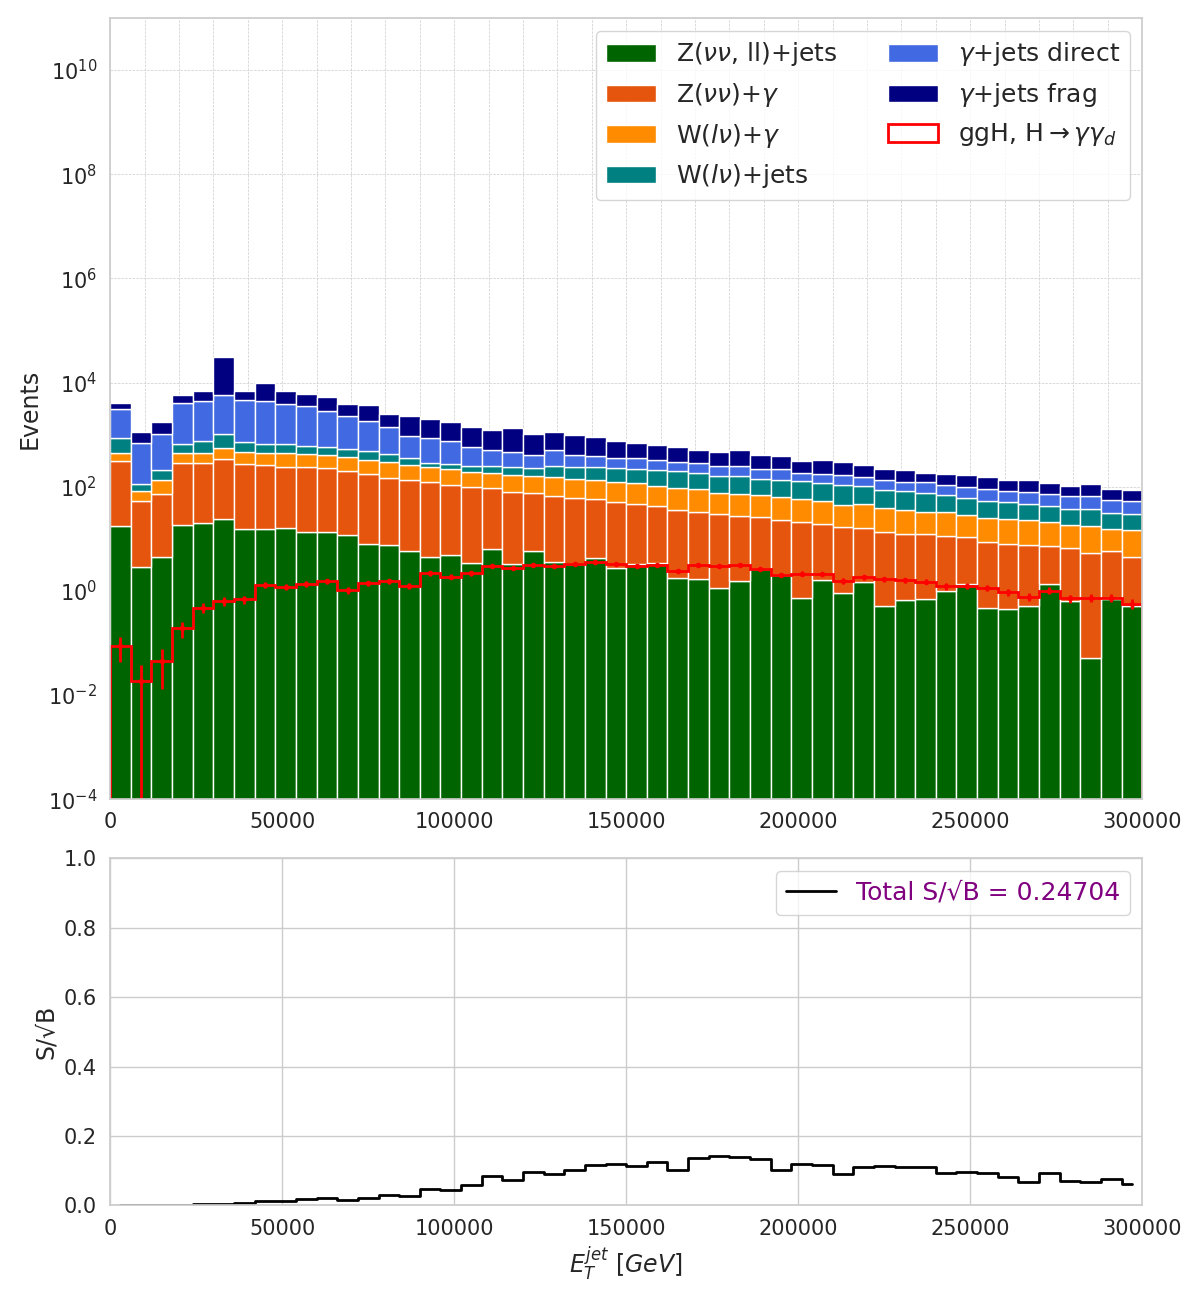 Z(νν, ll)+jets
Z(νν)+γ
W(lν)+γ
W(lν)+jets
γ+jets direct
γ+jets frag
ggH, H→γγ_d
Events
10^10
10^8
10^6
10^4
10^2
10^0
10^−2
10^−4
0 50000 100000 150000 200000 250000 300000
Total S/√B = 0.24704
S/√B
1.0
0.8
0.6
0.4
0.2
0.0
0 50000 100000 150000 200000 250000 300000
E_T^jet [GeV]